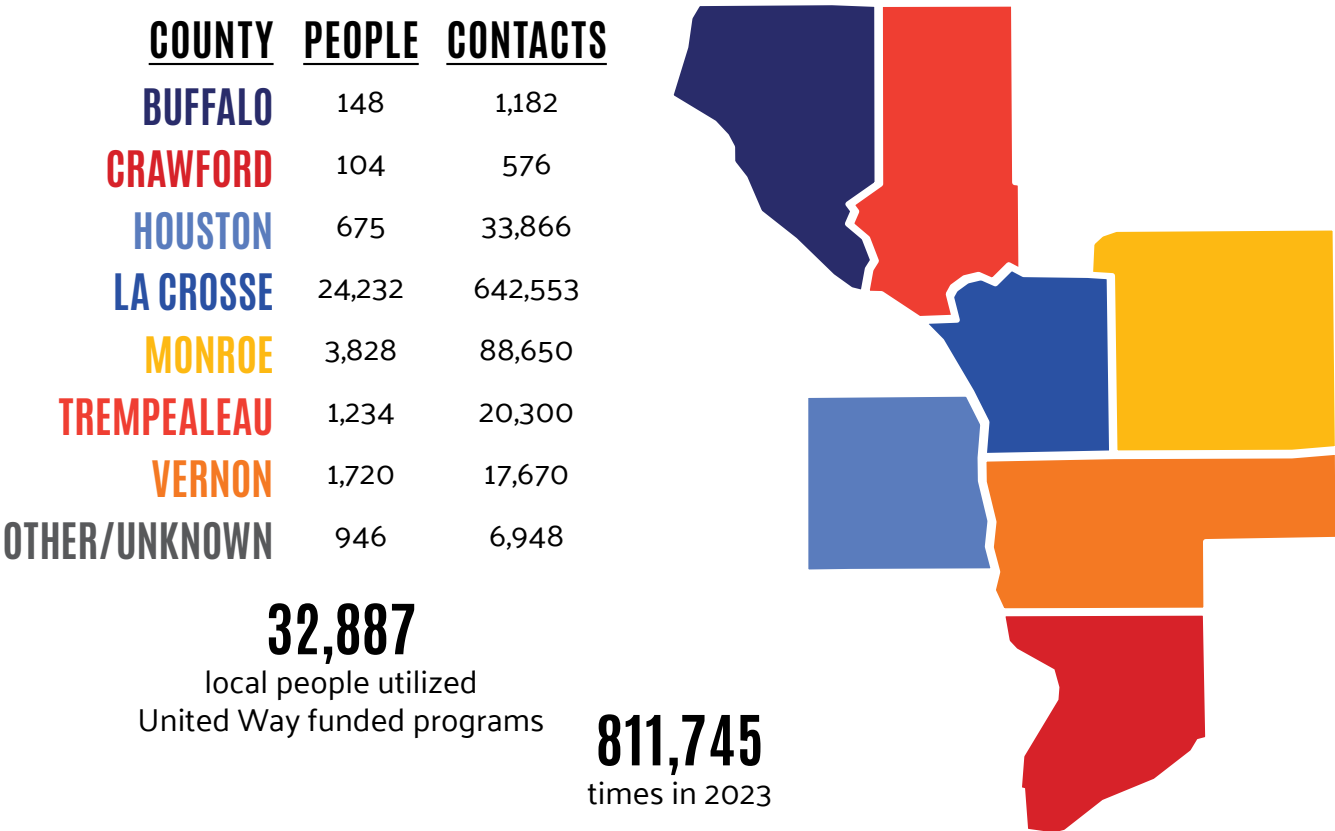 COUNTY PEOPLE CONTACTS
BUFFALO 148 1,182
CRAWFORD 104 576
HOUSTON 675 33,866
LA CROSSE 24,232 642,553
MONROE 3,828 88,650
TREMPEALEAU 1,234 20,300
VERNON 1,720 17,670
OTHER/UNKNOWN 946 6,948
32,887
local people utilized
United Way funded programs
811,745
times in 2023